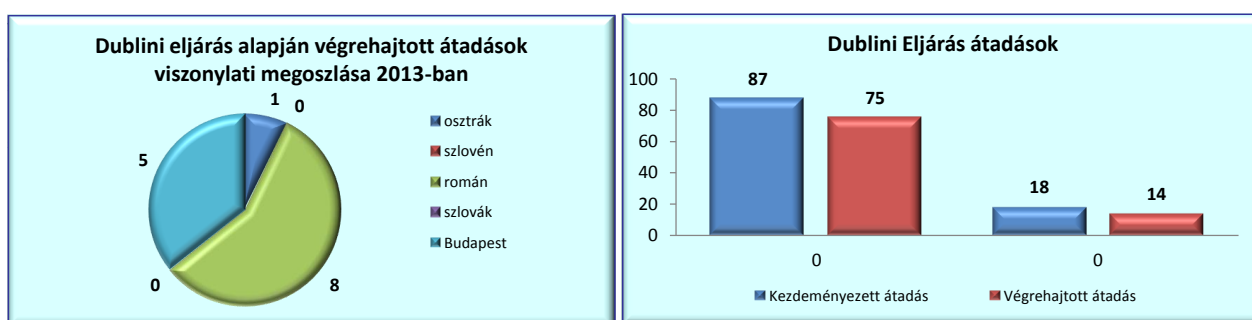 Dublini eljárás alapján végrehajtott átadások
viszonylati megoszlása 2013-ban
1
0
5
0
8
osztrák
szlovén
román
szlovák
Budapest
Dublini Eljárás átadások
100
80
60
40
20
0
87
75
18
14
0
0
Kezdeményezett átadás
Végrehajtott átadás